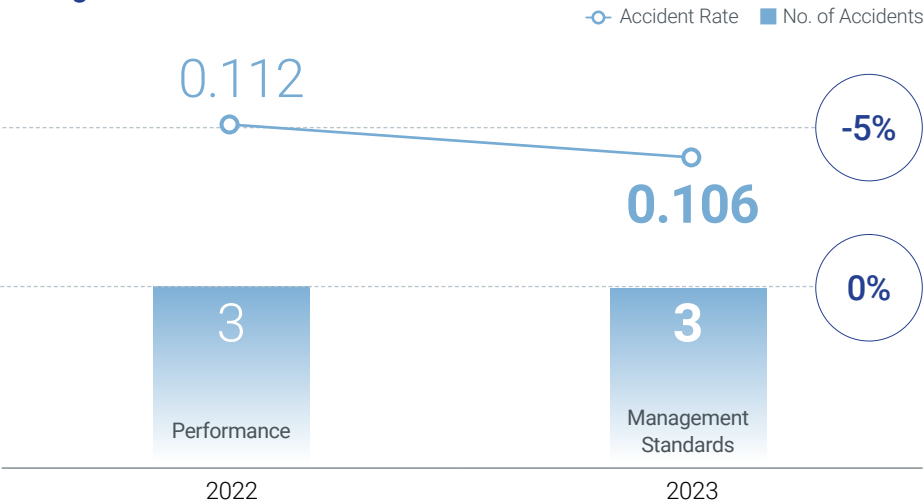 Accident Rate No. of Accidents
0.112
-5%
0.106
0%
3 3
Performance
Management
Standards
2022 2023